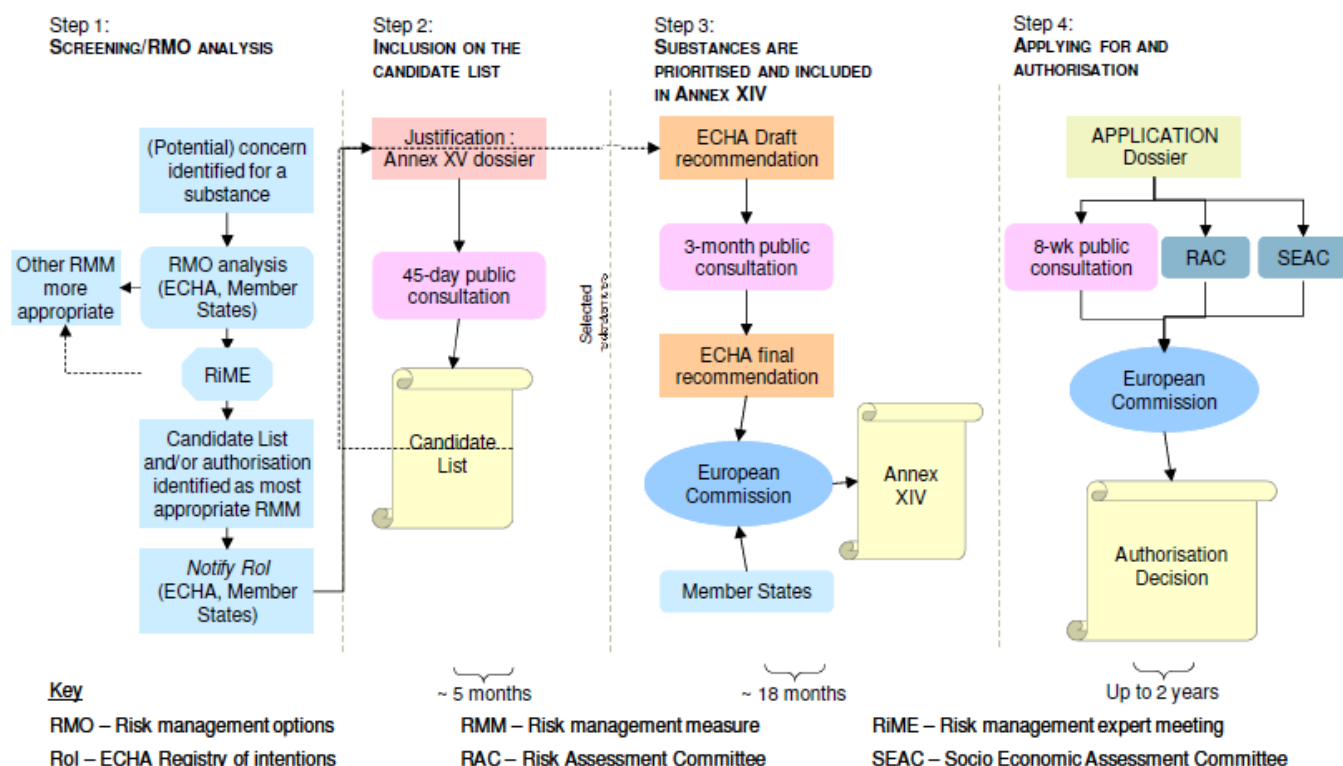 Step 1:
SCREENING/RMO ANALYSIS
Step 2:
INCLUSION ON THE
CANDIDATE LIST
Step 3:
SUBSTANCES ARE
PRIORITISED AND INCLUDED
IN ANNEX XIV
Step 4:
APPLYING FOR AND
AUTHORISATION
(Potential) concern
identified for a
substance
RMO analysis
(ECHA, Member
States)
Other RMM
more
appropriate
RiME
Candidate List
and/or authorisation
identified as most
appropriate RMM
Notify RoI
(ECHA, Member
States)
Justification :
Annex XV dossier
45-day public
consultation
Candidate
List
Selected
ECHA Draft
recommendation
3-month public
consultation
ECHA final
recommendation
European
Commission
Member States
Annex
XIV
APPLICATION
Dossier
8-wk public
consultation
RAC
SEAC
European
Commission
Authorisation
Decision
~ 5 months
~ 18 months
Up to 2 years
Key
RMO – Risk management options
RMM – Risk management measure
RiME – Risk management expert meeting
RoI – ECHA Registry of intentions
RAC – Risk Assessment Committee
SEAC – Socio Economic Assessment Committee